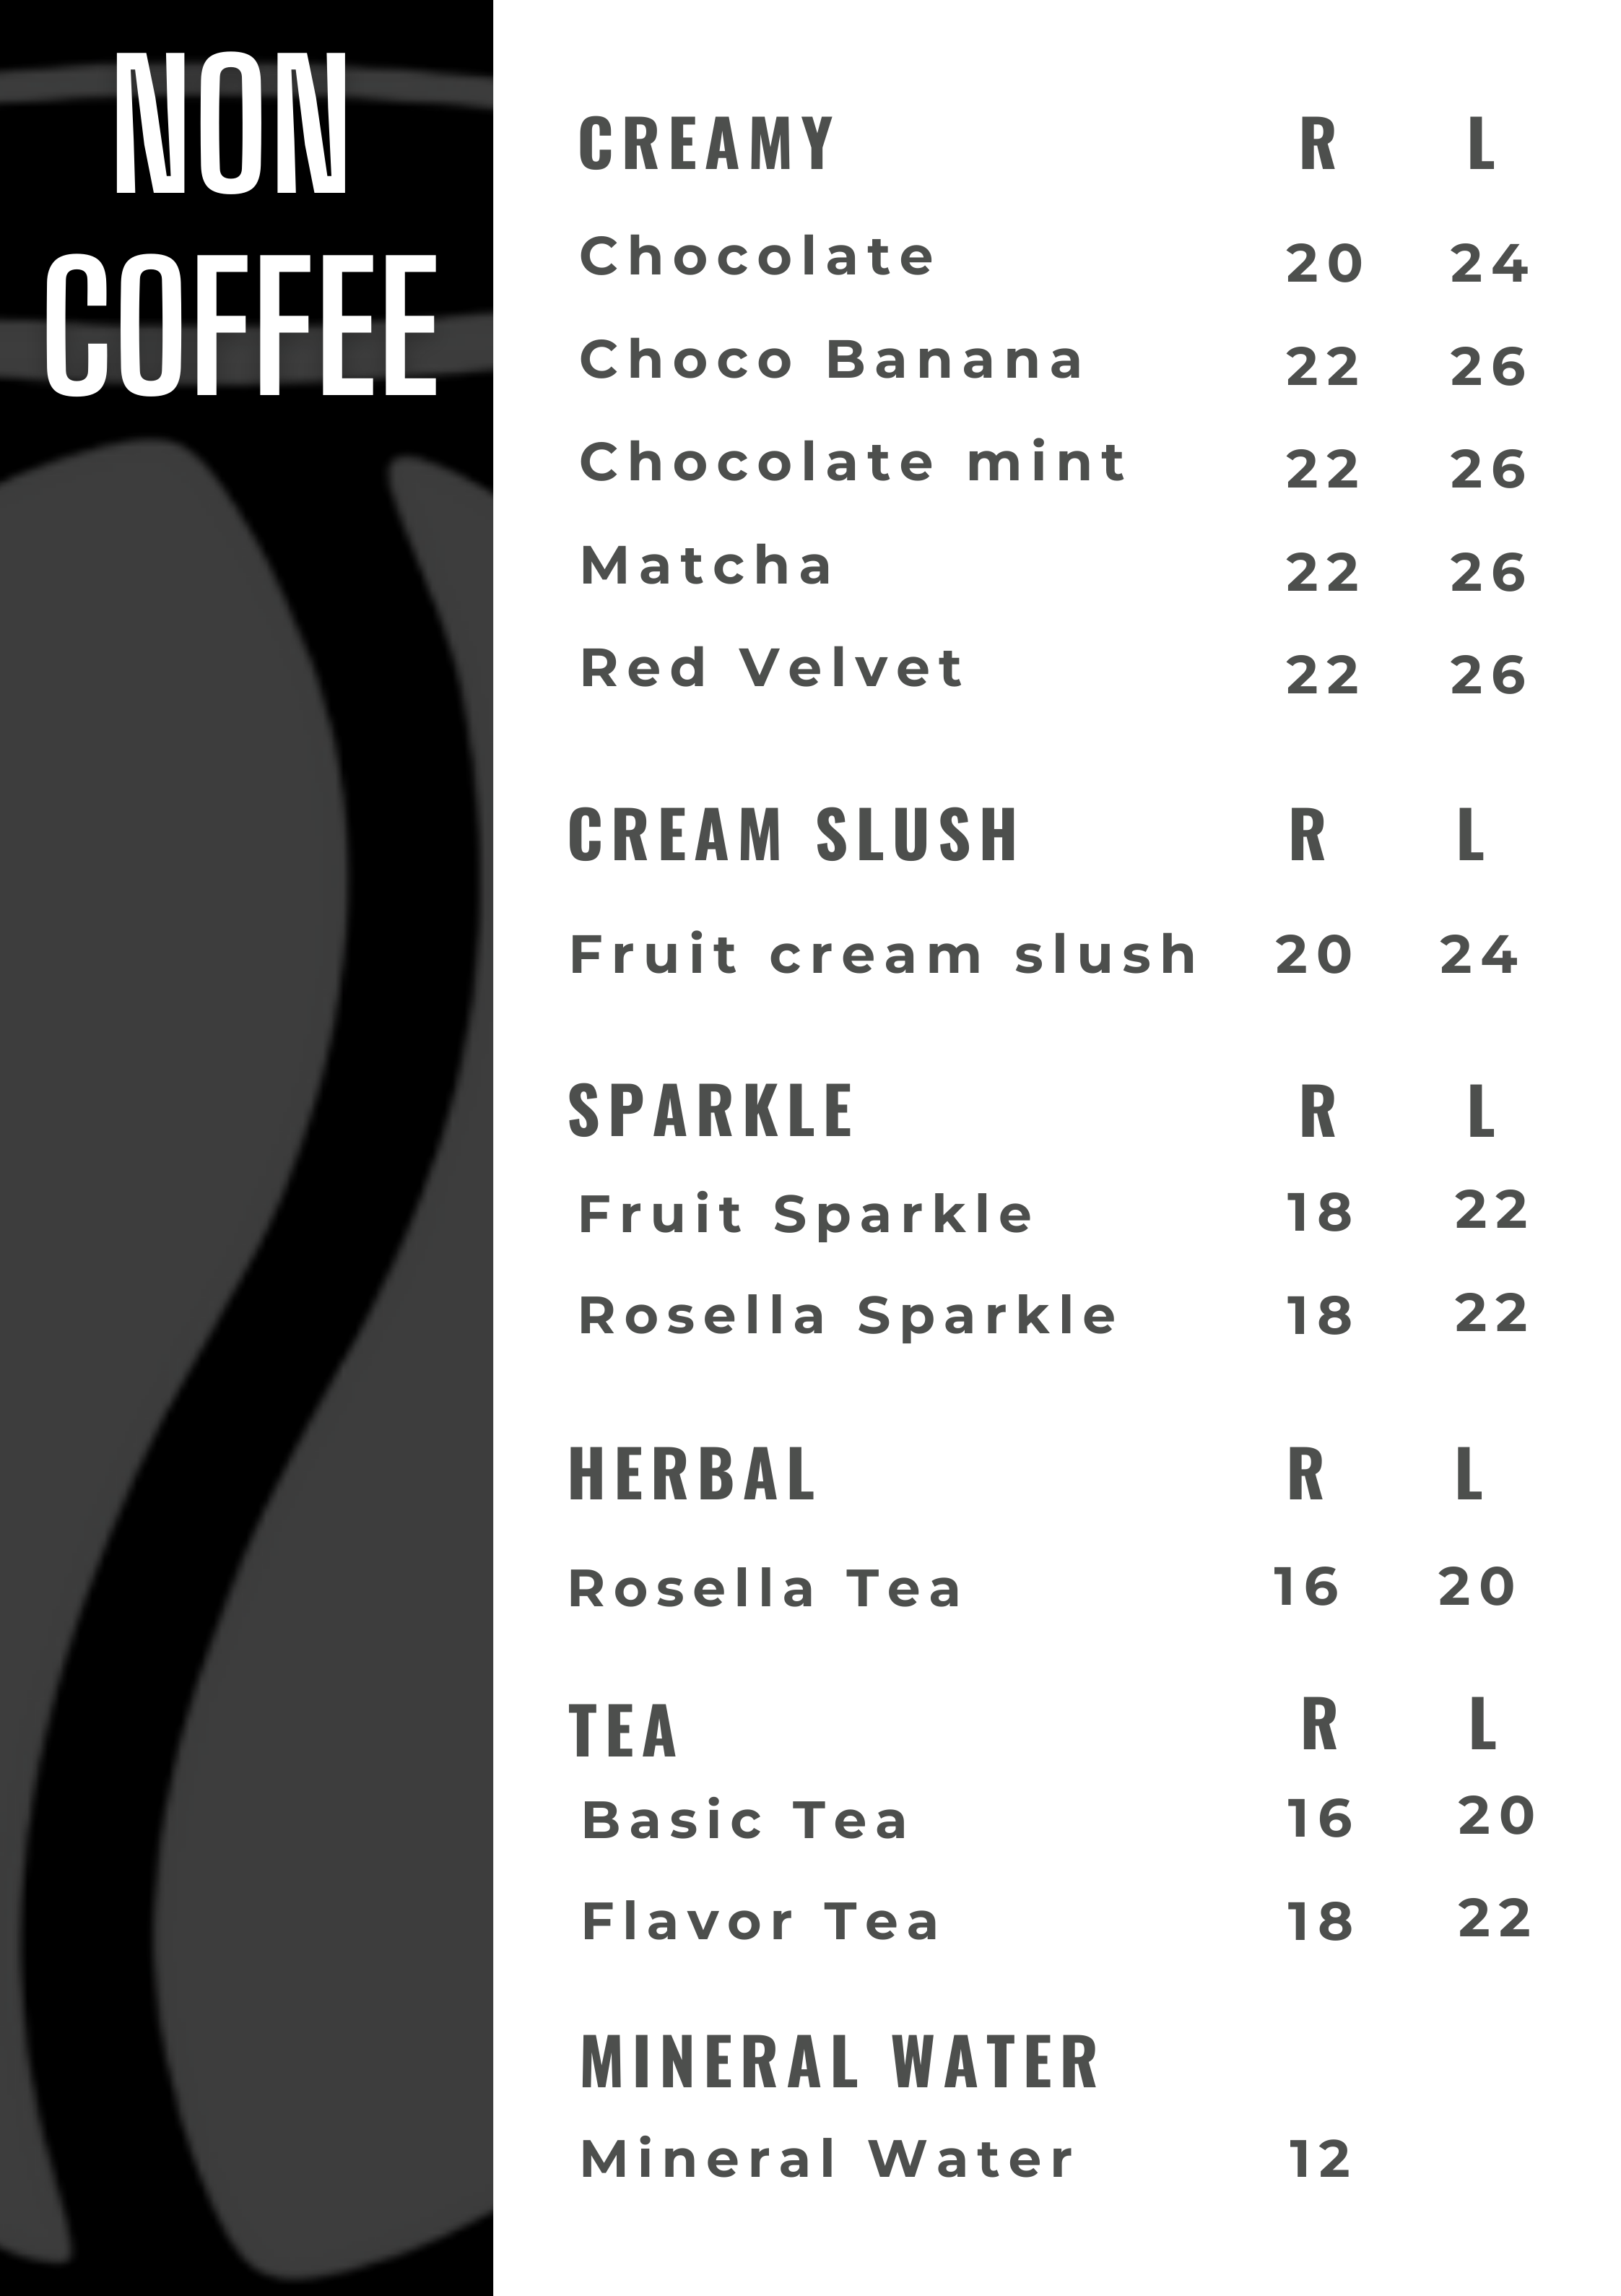 NON
COFFEE
CREAMY R L
Chocolate 20 24
Choco Banana 22 26
Chocolate mint 22 26
Matcha 22 26
Red Velvet 22 26
CREAM SLUSH R L
Fruit cream slush 20 24
SPARKLE R L
Fruit Sparkle 18 22
Rosella Sparkle 18 22
HERBAL R L
Rosella Tea 16 20
TEA R L
Basic Tea 16 20
Flavor Tea 18 22
MINERAL WATER
Mineral Water 12